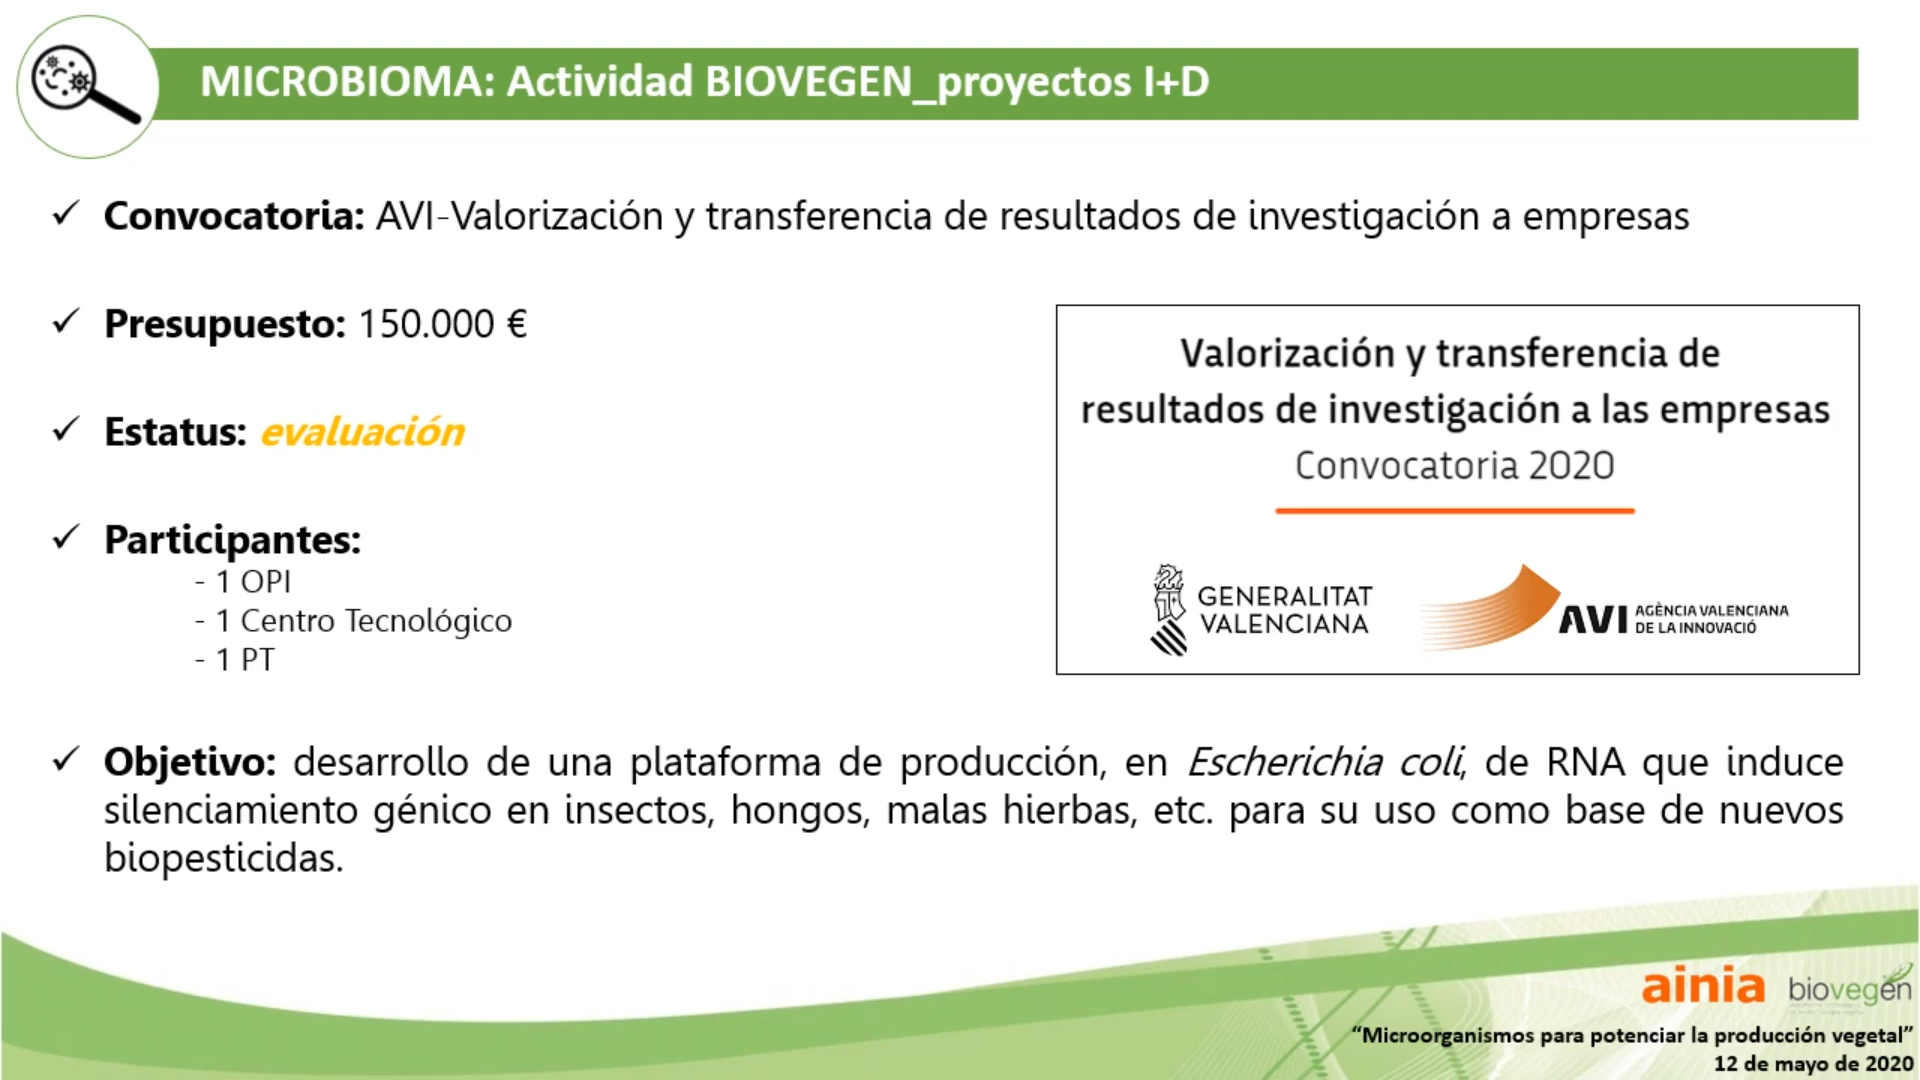 MICROBIOMA: Actividad BIOVEGEN_proyectos I+D
✓ Convocatoria: AVI-Valorización y transferencia de resultados de investigación a empresas
✓ Presupuesto: 150.000 €
✓ Estatus: evaluación
✓ Participantes:
- 1 OPI
- 1 Centro Tecnológico
- 1 PT
Valorización y transferencia de
resultados de investigación a las empresas
Convocatoria 2020
GENERALITAT
VALENCIANA
AVI AGÈNCIA VALENCIANA
DE LA INNOVACIÓ
✓ Objetivo: desarrollo de una plataforma de producción, en Escherichia coli, de RNA que induce
silenciamiento génico en insectos, hongos, malas hierbas, etc. para su uso como base de nuevos
biopesticidas.
ainia biovegen
“Microorganismos para potenciar la producción vegetal”
12 de mayo de 2020